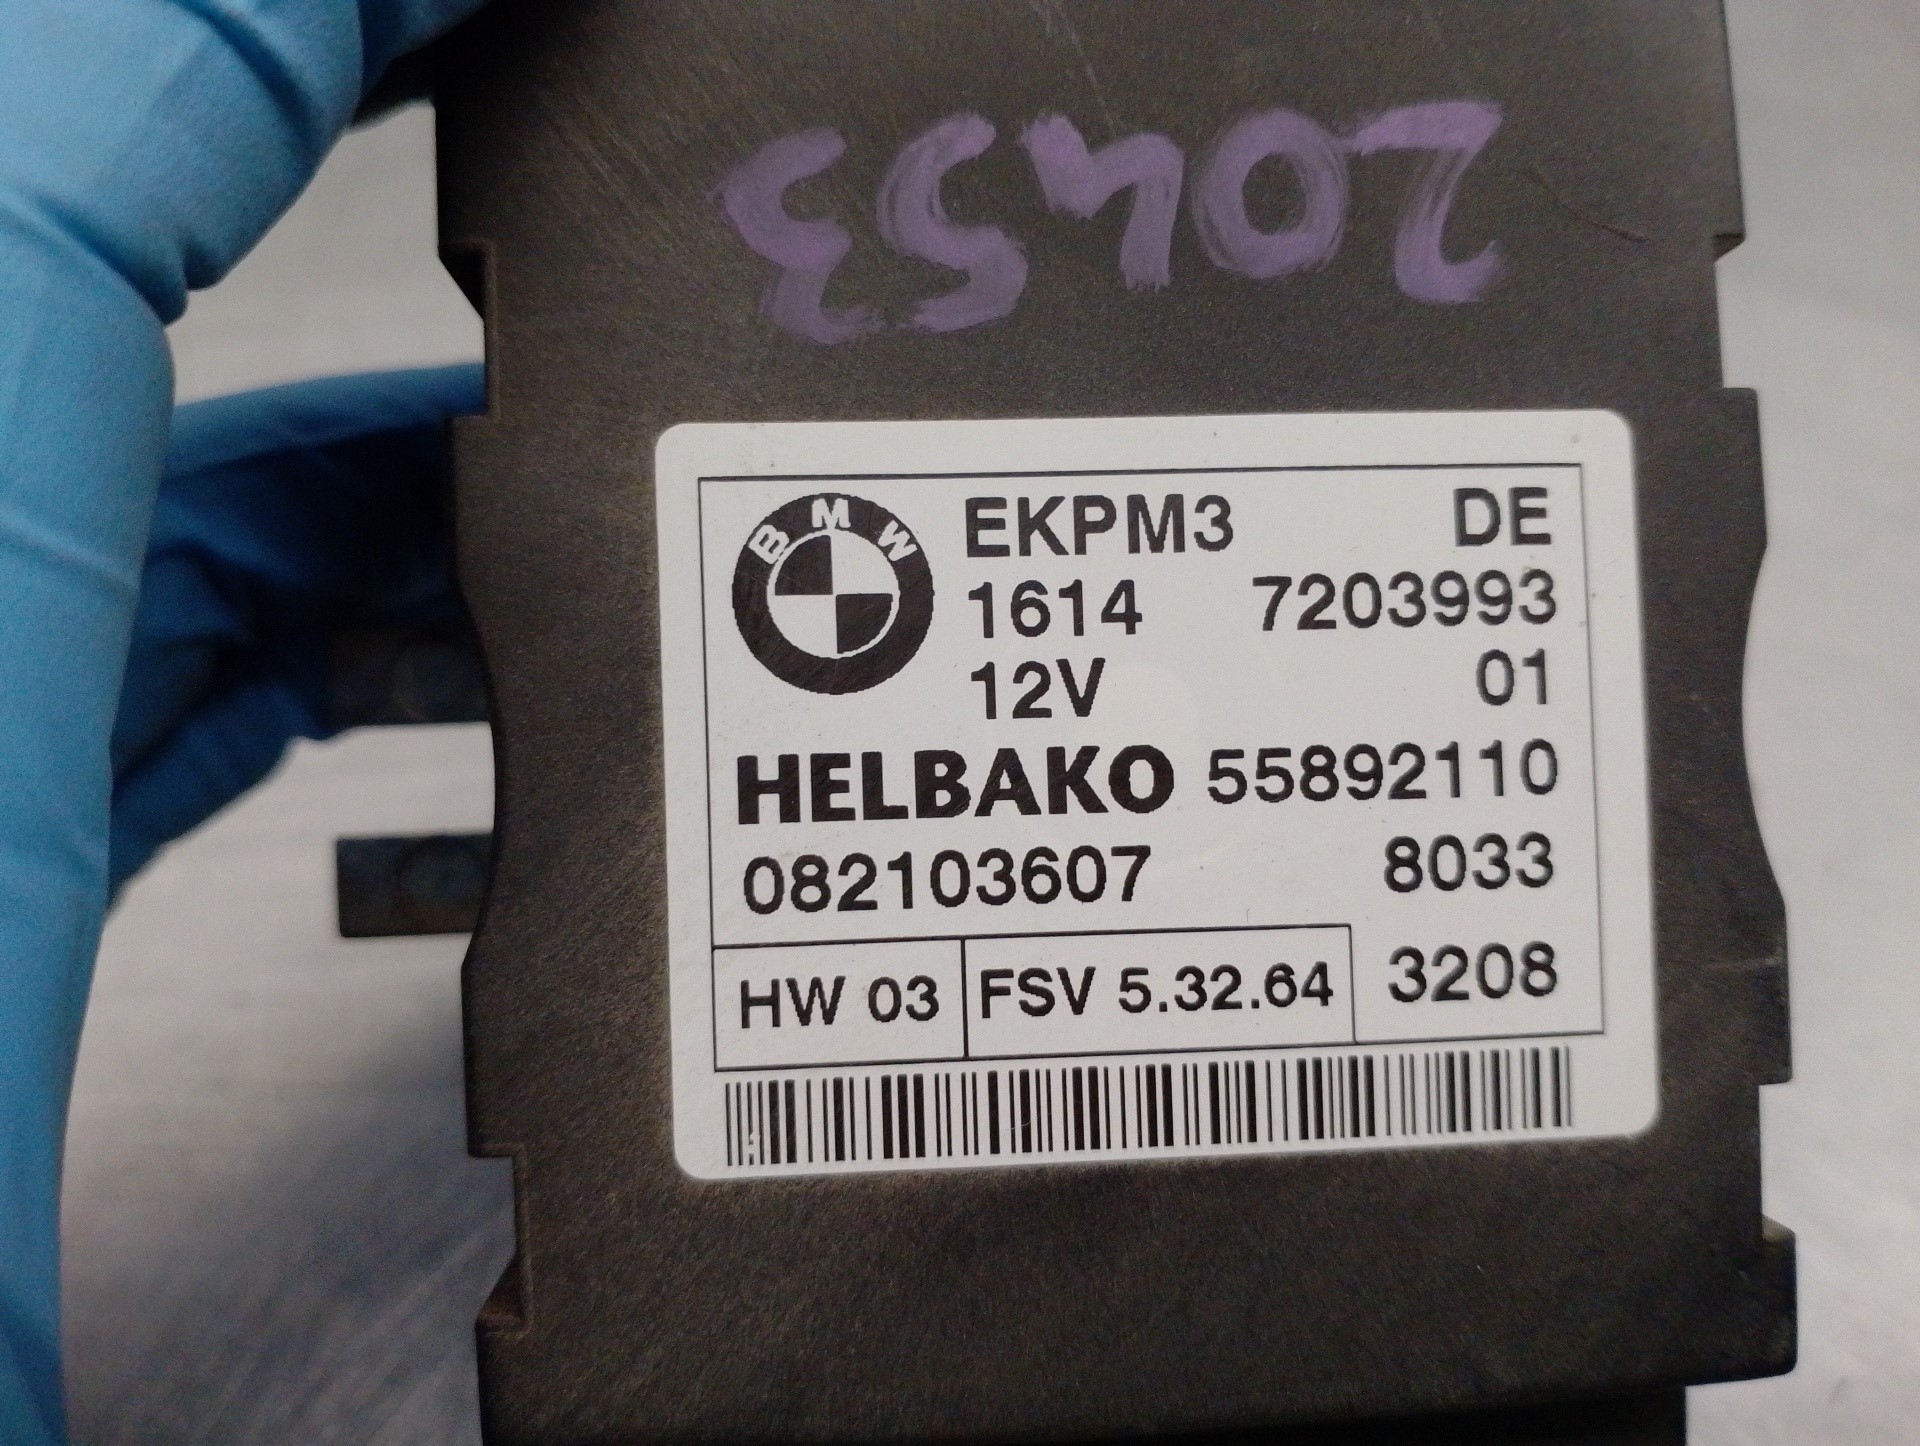 20453
BMW
EKPM3 DE
1614 7203993
12V 01
HELBAKO 55892110
082103607 8033
HW 03 FSV 5.32.64 3208